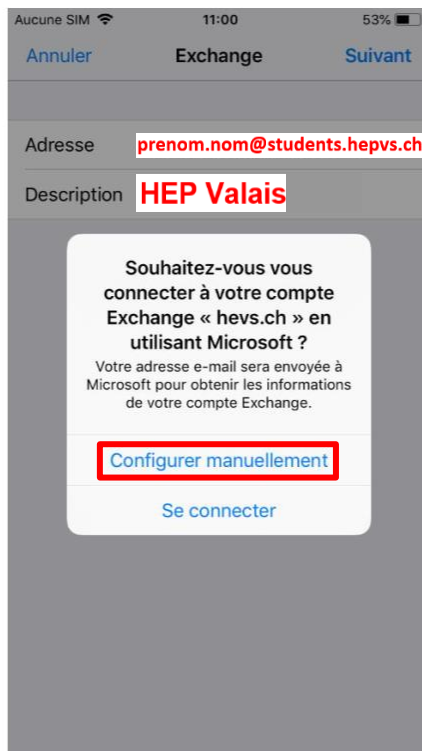 Aucune SIM 11:00 53%
Annuler Exchange Suivant
Adresse prenom.nom@students.hepvs.ch
Description HEP Valais
Souhaitez-vous vous
connecter à votre compte
Exchange « hevs.ch » en
utilisant Microsoft ?
Votre adresse e-mail sera envoyée à
Microsoft pour obtenir les informations
de votre compte Exchange.
Configurer manuellement
Se connecter